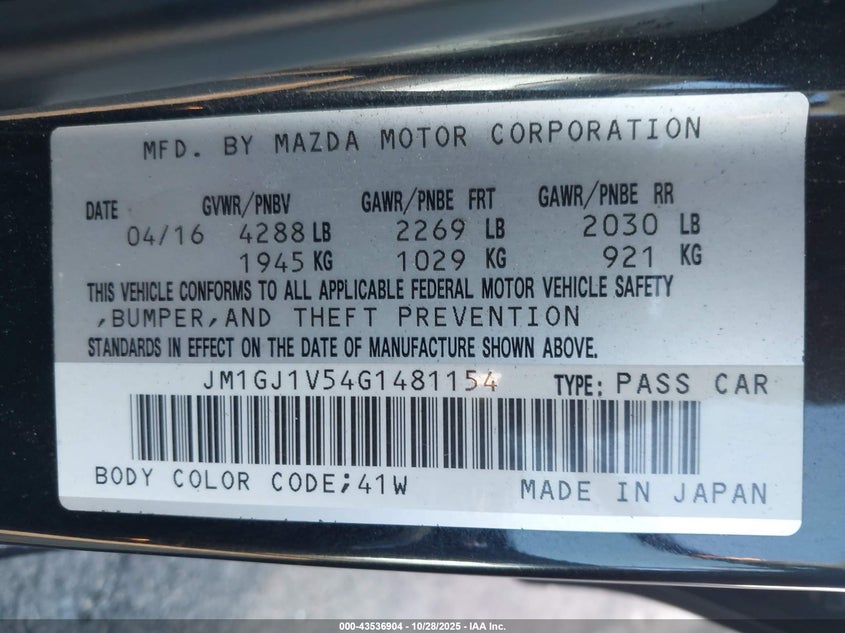 MFD. BY MAZDA MOTOR CORPORATION
DATE GVWR/PNBV GAWR/PNBE FRT GAWR/PNBE RR
04/16 4288 LB 2269 LB 2030 LB
1945 KG 1029 KG 921 KG
THIS VEHICLE CONFORMS TO ALL APPLICABLE FEDERAL MOTOR VEHICLE SAFETY
,BUMPER,AND THEFT PREVENTION
STANDARDS IN EFFECT ON THE DATE OF MANUFACTURE SHOWN ABOVE.
JM1GJ1V54G1481154 TYPE: PASS CAR
BODY COLOR CODE;41W MADE IN JAPAN
000-43536904 | 10/28/2025 | IAA Inc.